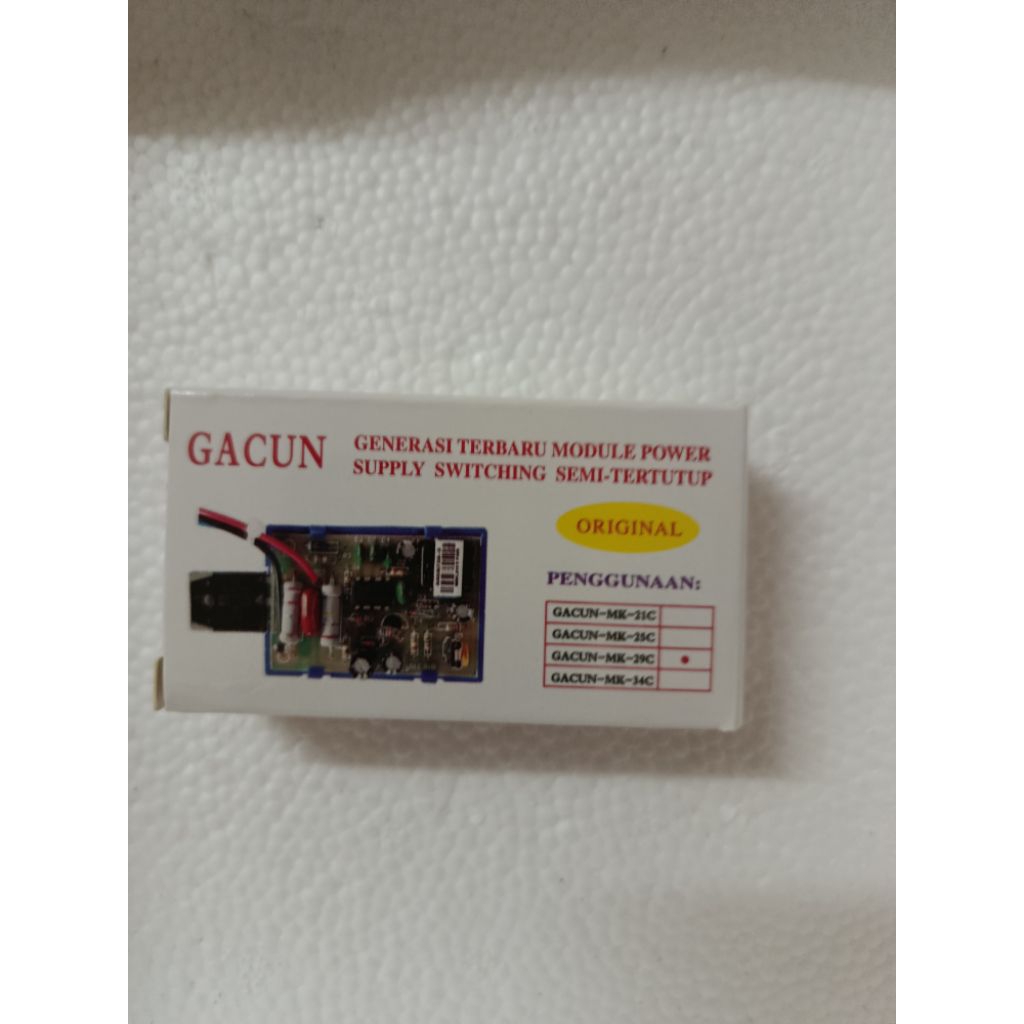 GACUN
GENERASI TERBARU MODULE POWER
SUPPLY SWITCHING SEMI-TERTUTUP
ORIGINAL
PENGGUNAAN:
GACUN-MK-21C
GACUN-MK-25C
GACUN-MK-29C
GACUN-MK-34C